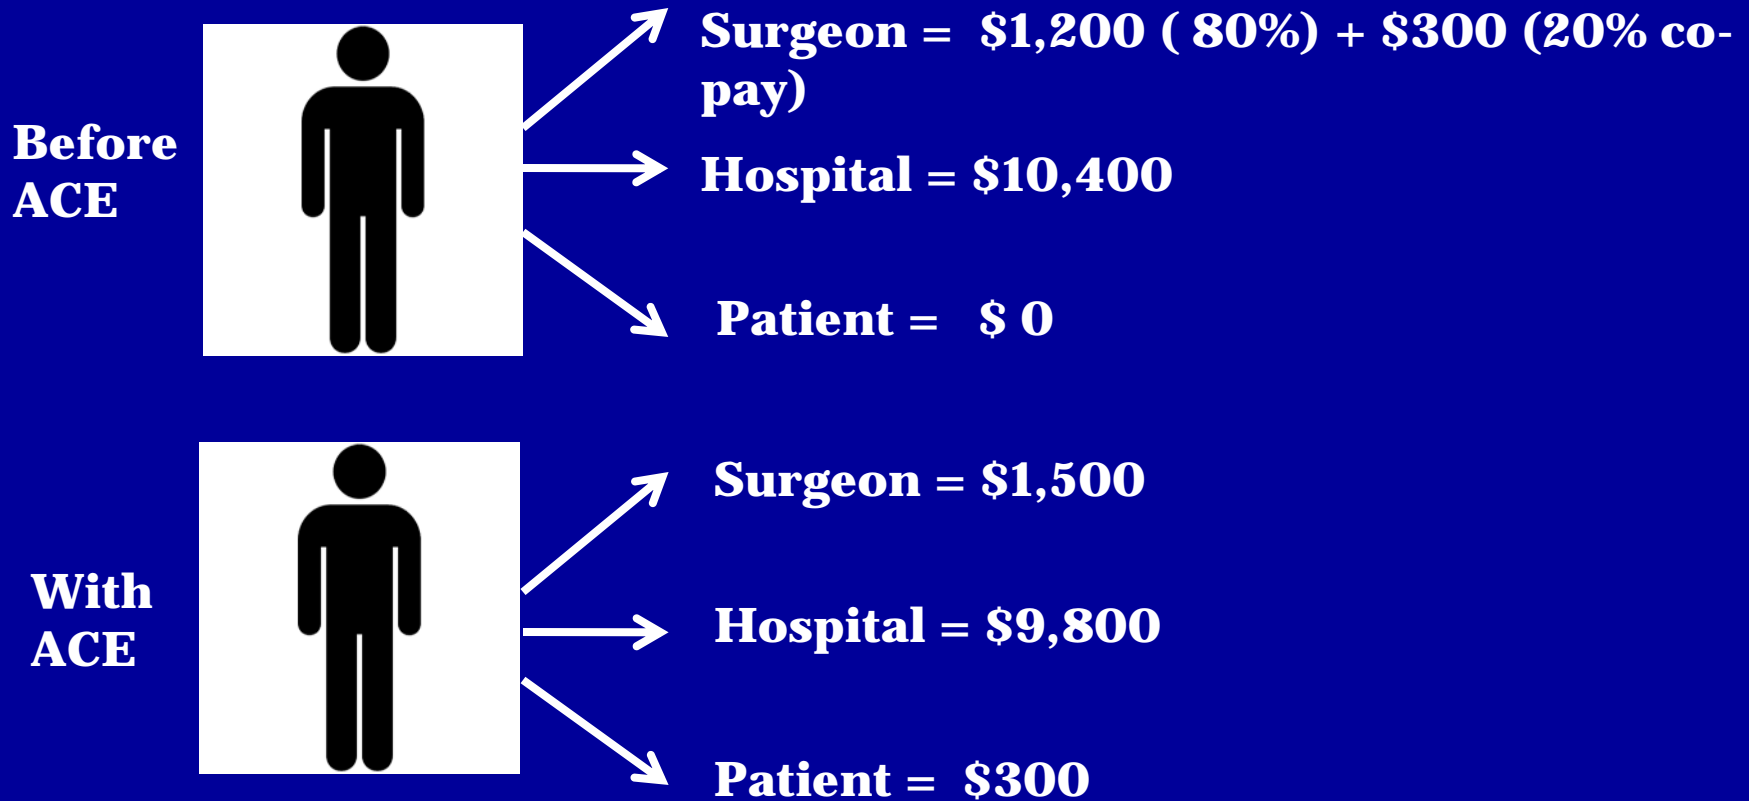 Before
ACE
Surgeon =  $1,200 ( 80%) + $300 (20% co-
pay)
Hospital = $10,400
Patient =   $ 0
With
ACE
Surgeon = $1,500
Hospital = $9,800
Patient =  $300